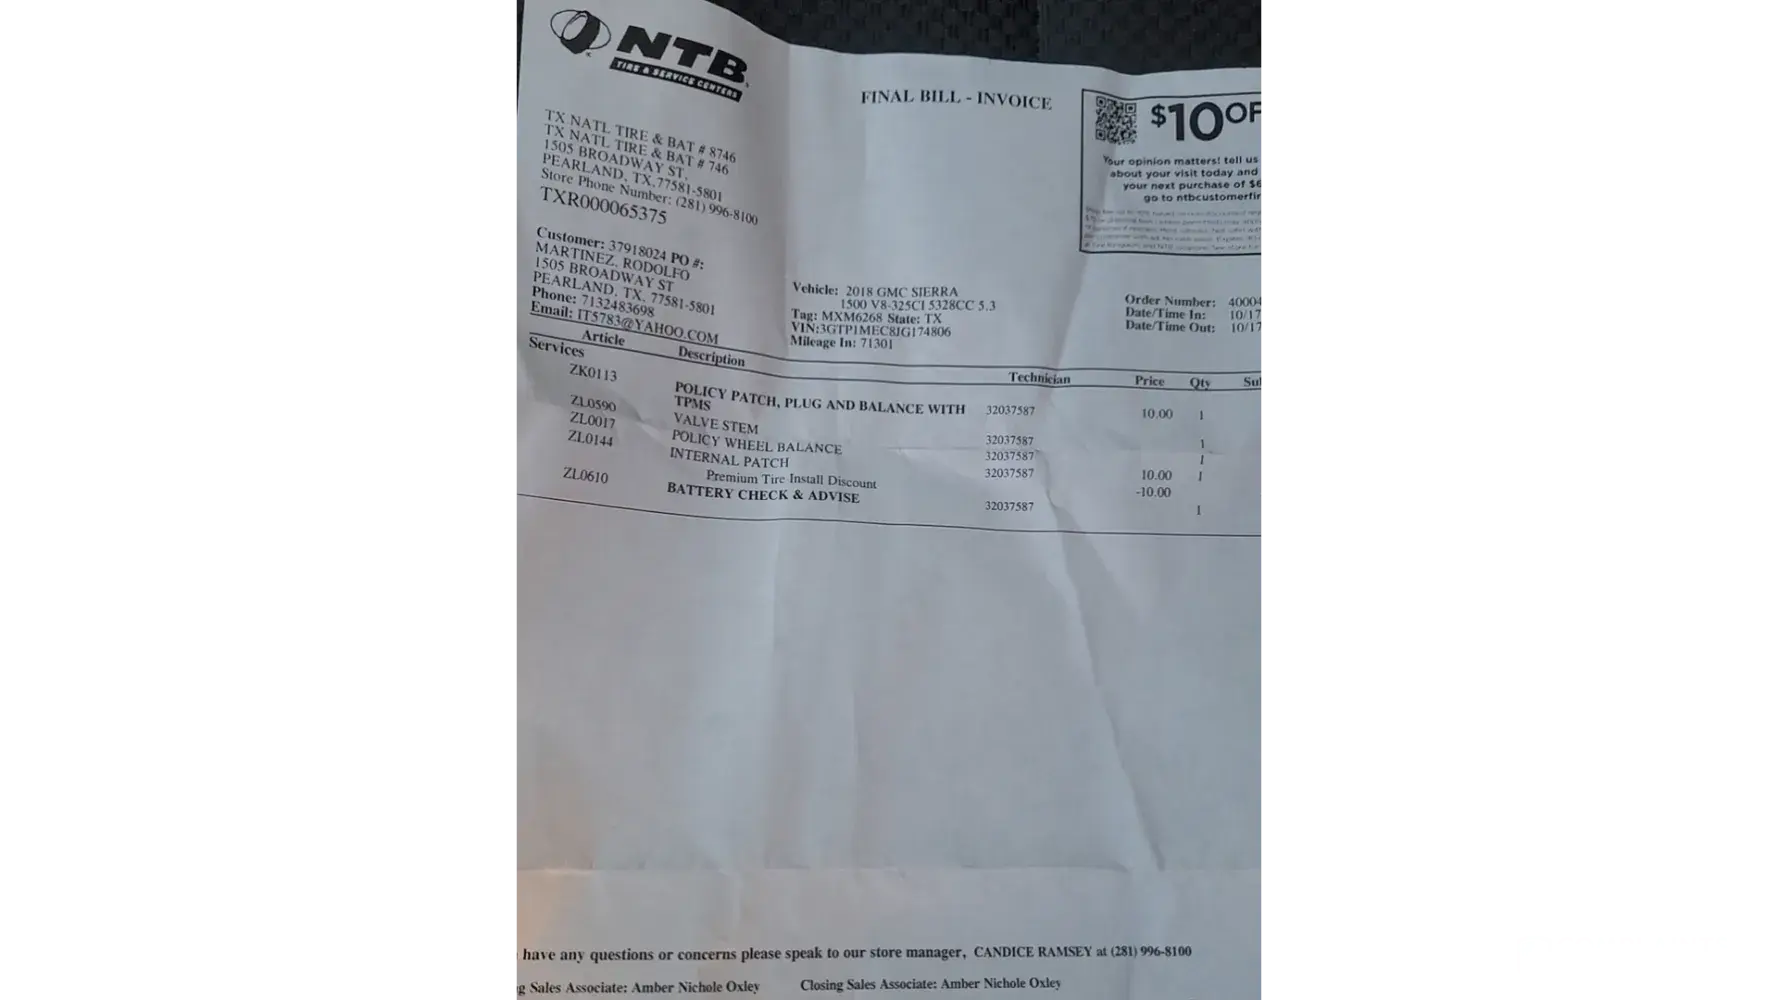 NTB
TIRE & SERVICE CENTERS
FINAL BILL - INVOICE
$10 OF
Your opinion matters! tell us
about your visit today and
your next purchase of $6
go to ntbcustomerfir
TX NATL TIRE & BAT # 8746
TX NATL TIRE & BAT # 746
1505 BROADWAY ST,
PEARLAND, TX, 77581-5801
Store Phone Number: (281) 996-8100
TXR000065375
Customer: 37918024 PO #:
MARTINEZ, RODOLFO
1505 BROADWAY ST
PEARLAND, TX, 77581-5801
Phone: 7132483698
Email: IT5783@YAHOO.COM
Vehicle: 2018 GMC SIERRA
1500 V8-325CI 5328CC 5.3
Tag: MXM6268 State: TX
VIN:3GTP1MEC8JG174806
Mileage In: 71301
Order Number: 40004
Date/Time In: 10/17
Date/Time Out: 10/17
Article Description Technician Price Qty Su
Services
ZK0113 POLICY PATCH, PLUG AND BALANCE WITH 32037587 10.00 1
TPMS
ZL0590 VALVE STEM 32037587 1
ZL0017 POLICY WHEEL BALANCE 32037587 1
ZL0144 INTERNAL PATCH 32037587 10.00 1
Premium Tire Install Discount -10.00
ZL0610 BATTERY CHECK & ADVISE 32037587 1
have any questions or concerns please speak to our store manager, CANDICE RAMSEY at (281) 996-8100
g Sales Associate: Amber Nichole Oxley Closing Sales Associate: Amber Nichole Oxley